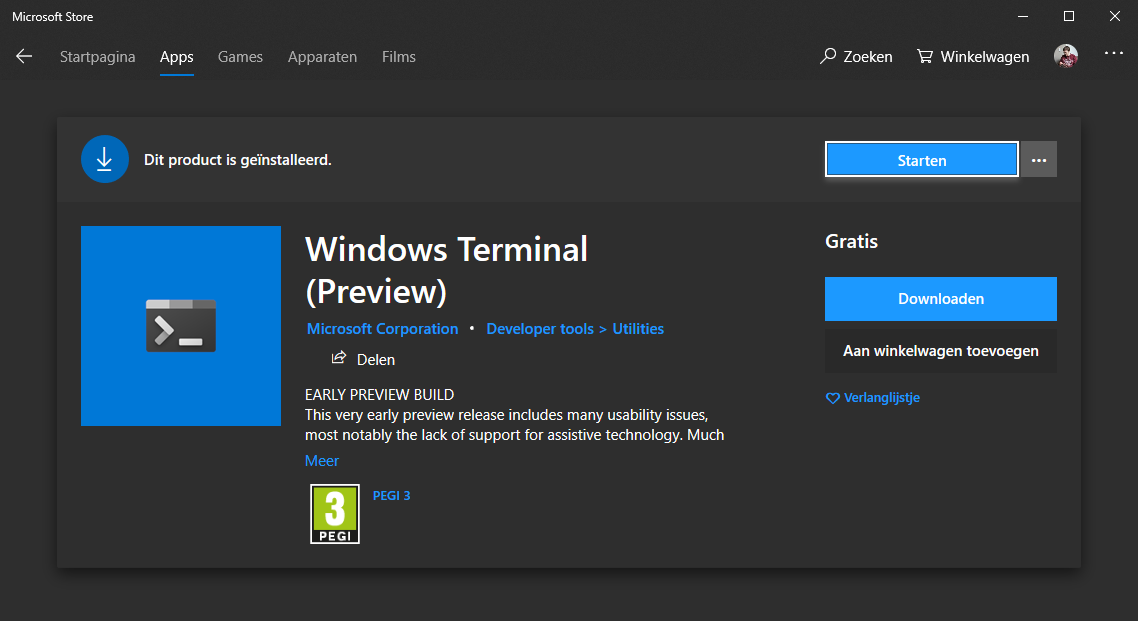 Microsoft Store
Startpagina Apps Games Apparaten Films Zoeken Winkelwagen
Dit product is geïnstalleerd.
Starten
Windows Terminal
(Preview)
Microsoft Corporation • Developer tools > Utilities
Delen
EARLY PREVIEW BUILD
This very early preview release includes many usability issues,
most notably the lack of support for assistive technology. Much
Meer
3
PEGI
PEGI 3
Gratis
Downloaden
Aan winkelwagen toevoegen
Verlanglijstje